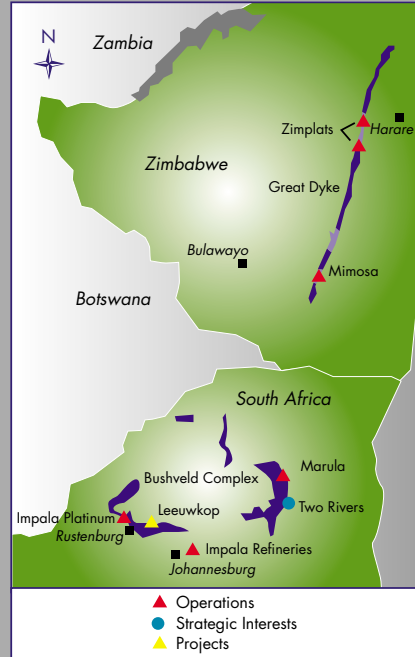 Zambia
N
Zimplats
Harare
Zimbabwe
Great Dyke
Bulawayo
Mimosa
Botswana
South Africa
Marula
Bushveld Complex
Leeuwkop
Two Rivers
Impala Platinum
Rustenburg
Impala Refineries
Johannesburg
Operations
Strategic Interests
Projects